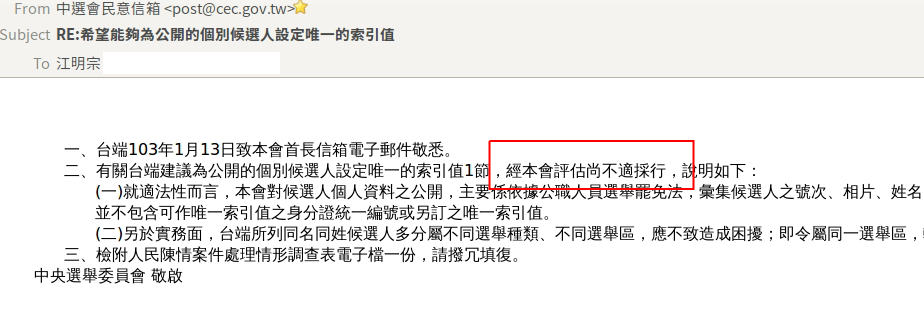 From 中選會民意信箱 <post@cec.gov.tw>
Subject RE:希望能夠為公開的個別候選人設定唯一的索引值
To 江明宗
一、台端103年1月13日致本會首長信箱電子郵件敬悉。
二、有關台端建議為公開的個別候選人設定唯一的索引值1節，經本會評估尚不適採行，說明如下：
(一)就適法性而言，本會對候選人個人資料之公開，主要係依據公職人員選舉罷免法，彙集候選人之號次、相片、姓名
並不包含可作唯一索引值之身分證統一編號或另訂之唯一索引值。
(二)另於實務面，台端所列同名同姓候選人多分屬不同選舉種類、不同選舉區，應不致造成困擾；即令屬同一選舉區，
三、檢附人民陳情案件處理情形調查表電子檔一份，請撥冗填復。
中央選舉委員會 敬啟